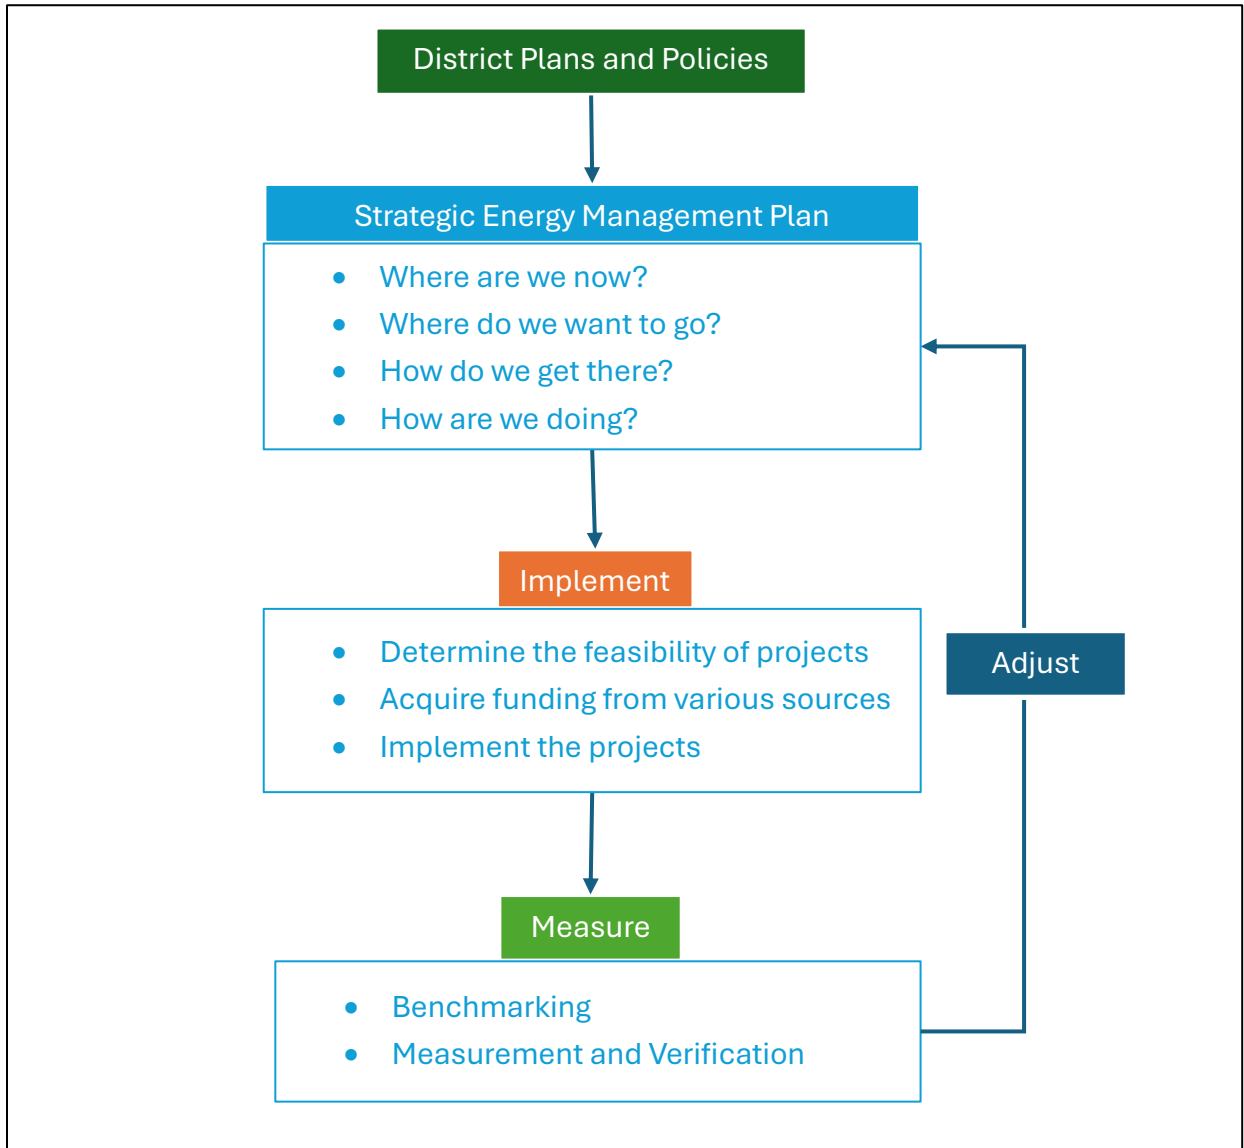 District Plans and Policies
Strategic Energy Management Plan
• Where are we now?
• Where do we want to go?
• How do we get there?
• How are we doing?
Implement
• Determine the feasibility of projects
• Acquire funding from various sources
• Implement the projects
Adjust
Measure
• Benchmarking
• Measurement and Verification